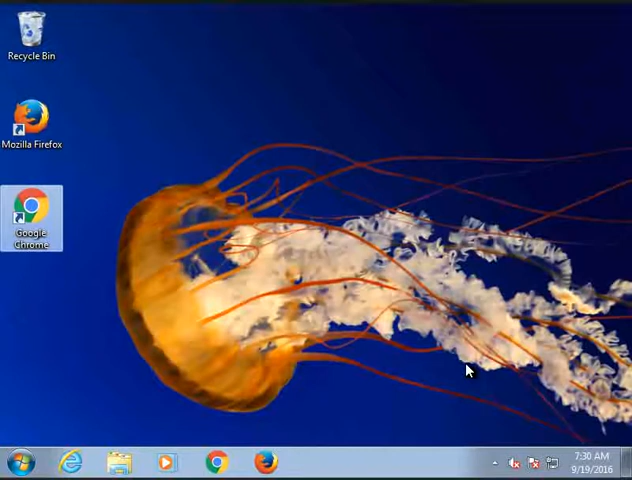 Recycle Bin
Mozilla Firefox
Google
Chrome
7:30 AM
9/19/2016